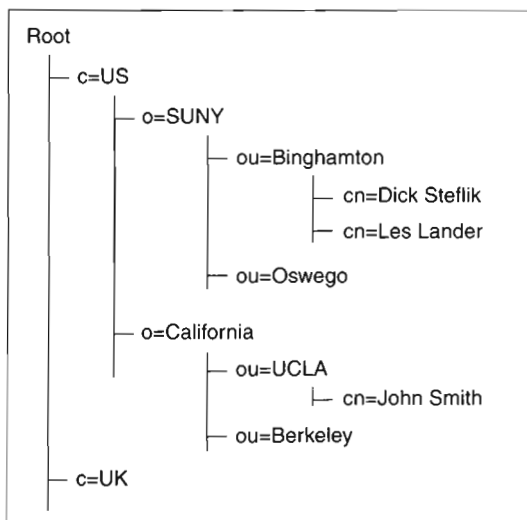 Root
c=US
o=SUNY
ou=Binghamton
cn=Dick Steflik
cn=Les Lander
ou=Oswego
o=California
ou=UCLA
cn=John Smith
ou=Berkeley
c=UK